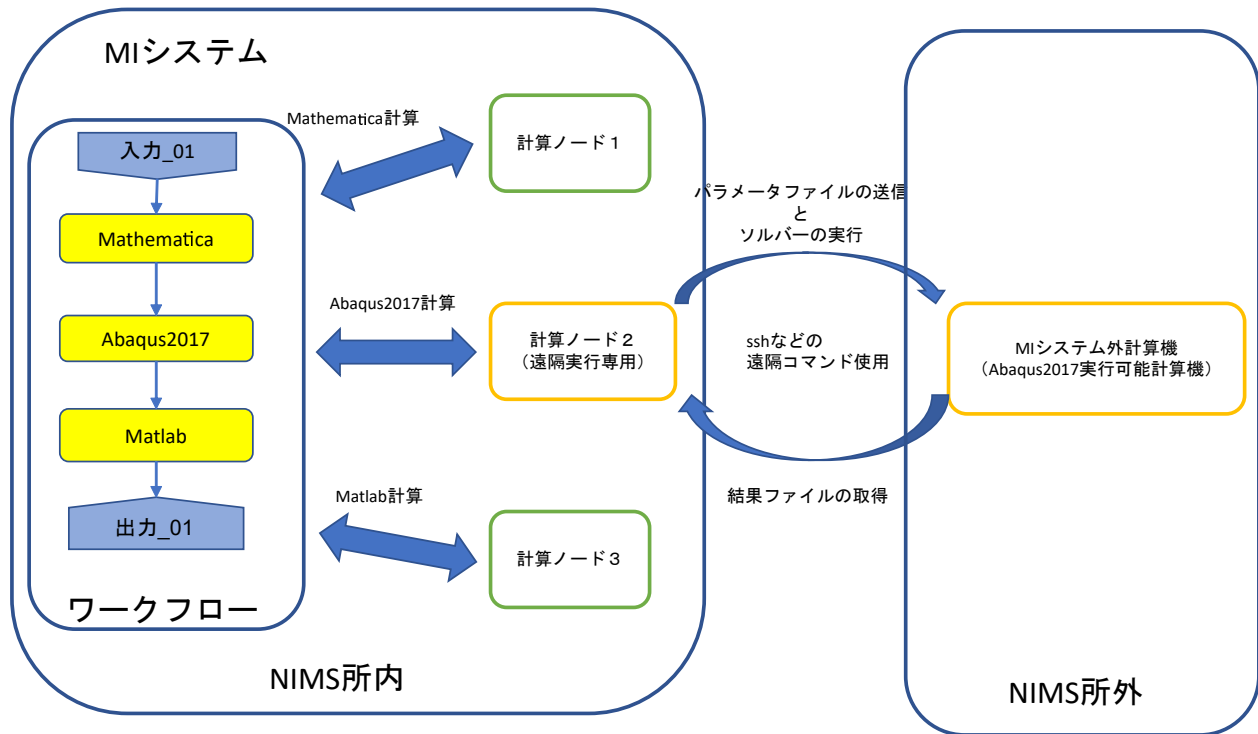 MIシステム
入力_01
Mathematica
Abaqus2017
Matlab
出力_01
ワークフロー
Mathematica計算
Abaqus2017計算
Matlab計算
計算ノード１
計算ノード２
（遠隔実行専用）
計算ノード３
NIMS所内
パラメータファイルの送信
と
ソルバーの実行
sshなどの
遠隔コマンド使用
結果ファイルの取得
MIシステム外計算機
（Abaqus2017実行可能計算機）
NIMS所外